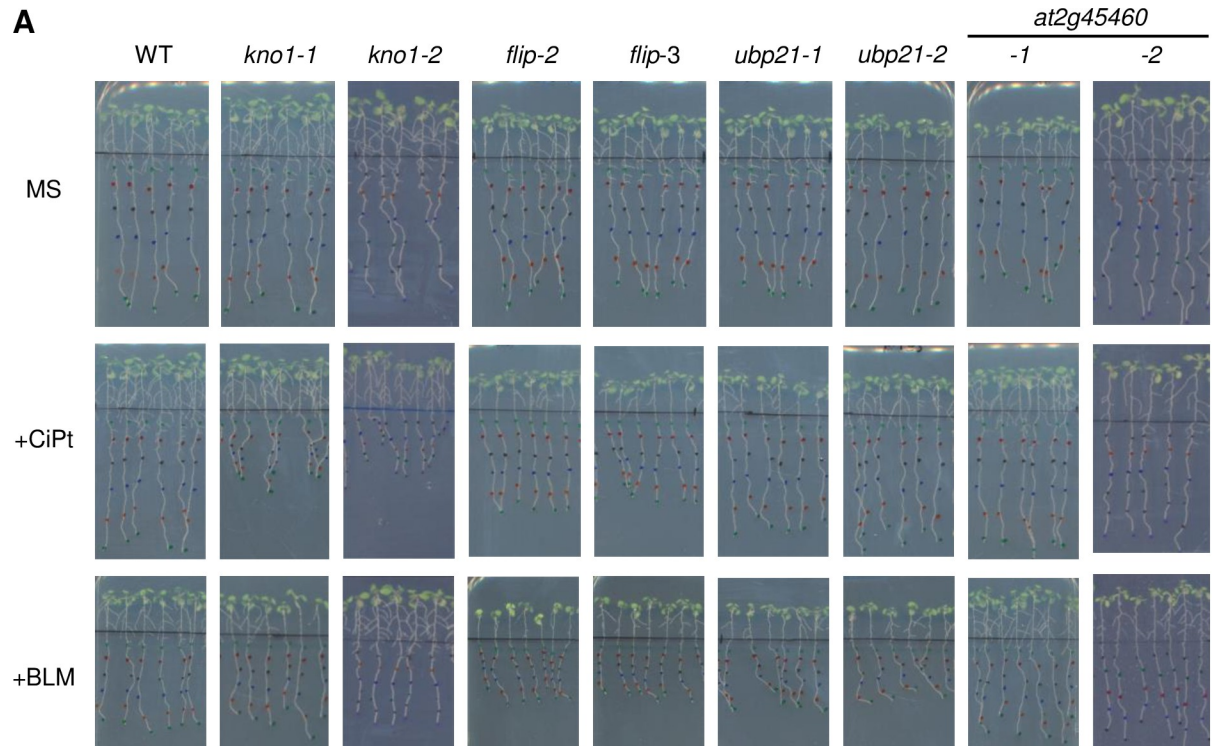 A
at2g45460
WT kno1-1 kno1-2 flip-2 flip-3 ubp21-1 ubp21-2 -1 -2
MS
+CiPt
+BLM